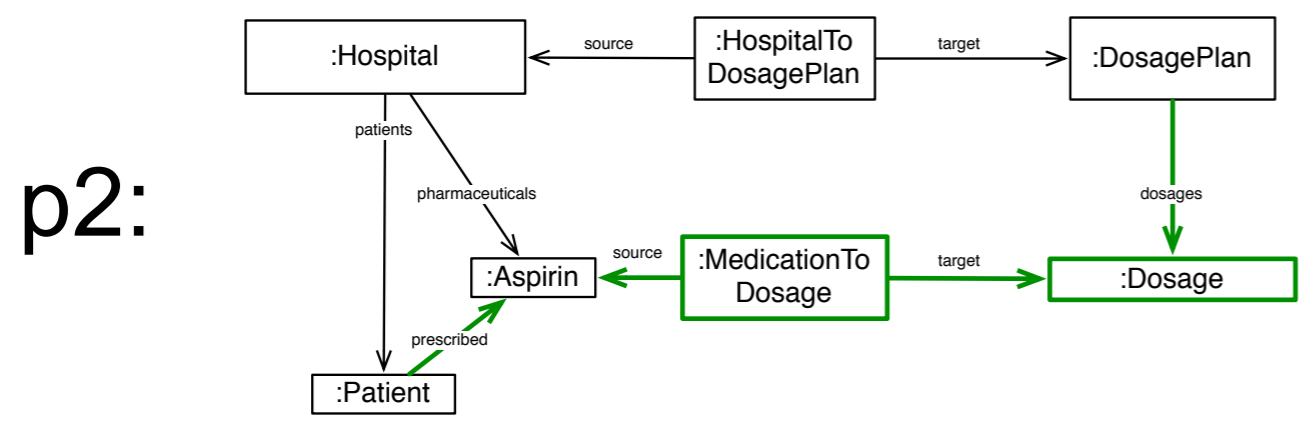 :Hospital
source
:HospitalTo
DosagePlan
target
:DosagePlan
patients
pharmaceuticals
dosages
p2:
:Aspirin
source
:MedicationTo
Dosage
target
:Dosage
prescribed
:Patient